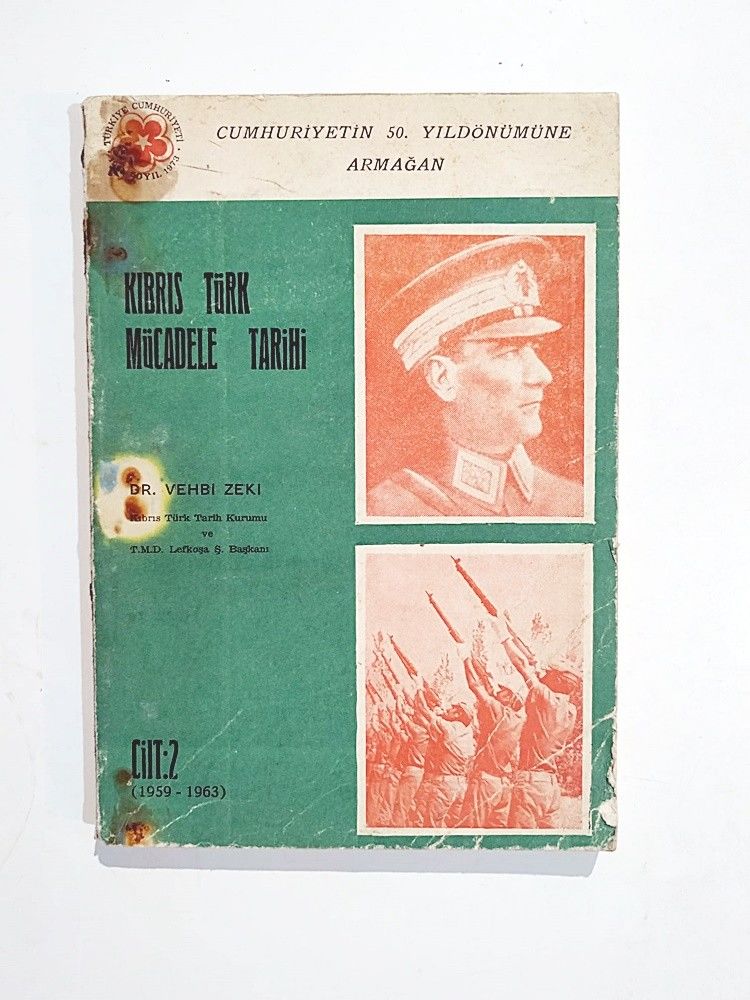 TÜRKİYE CUMHURİYETİ
50. YIL 1973
CUMHURİYETİN 50. YILDÖNÜMÜNE
ARMAĞAN
KIBRIS TÜRK
MÜCADELE TARİHİ
DR. VEHBİ ZEKİ
Kıbrıs Türk Tarih Kurumu
ve
T.M.D. Lefkoşa Ş. Başkanı
CİLT:2
(1959 - 1963)